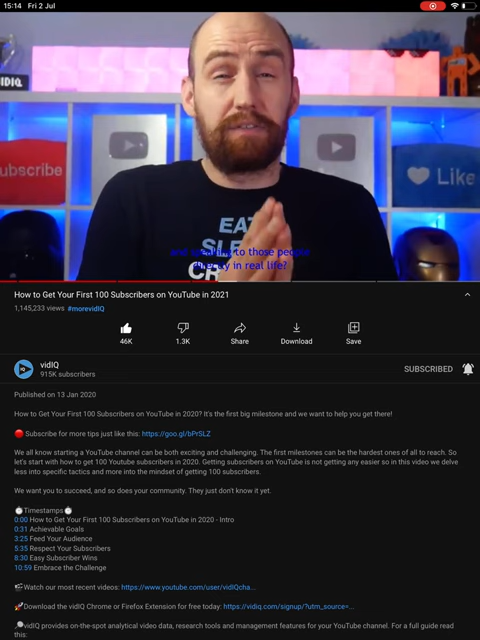 15:14 Fri 2 Jul
VIDIQ
ubscribe
Like
EAT
SLE
CR
and speaking to those people
directly in real life?
How to Get Your First 100 Subscribers on YouTube in 2021
1,145,233 views #morevidIQ
46K
1.3K
Share
Download
Save
vidIQ
915K subscribers
SUBSCRIBED
Published on 13 Jan 2020
How to Get Your First 100 Subscribers on YouTube in 2020? It's the first big milestone and we want to help you get there!
Subscribe for more tips just like this: https://goo.gl/bPrSLZ
We all know starting a YouTube channel can be both exciting and challenging. The first milestones can be the hardest ones of all to reach. So
let's start with how to get 100 Youtube subscribers in 2020. Getting subscribers on YouTube is not getting any easier so in this video we delve
less into specific tactics and more into the mindset of getting 100 subscribers.
We want you to succeed, and so does your community. They just don't know it yet.
Timestamps
0:00 How to Get Your First 100 Subscribers on YouTube in 2020 - Intro
0:31 Achievable Goals
3:25 Feed Your Audience
5:35 Respect Your Subscribers
8:30 Easy Subscriber Wins
10:59 Embrace the Challenge
Watch our most recent videos: https://www.youtube.com/user/vidIQcha...
Download the vidIQ Chrome or Firefox Extension for free today: https://vidiq.com/signup/?utm_source=...
vidIQ provides on-the-spot analytical video data, research tools and management features for your YouTube channel. For a full guide read
this: